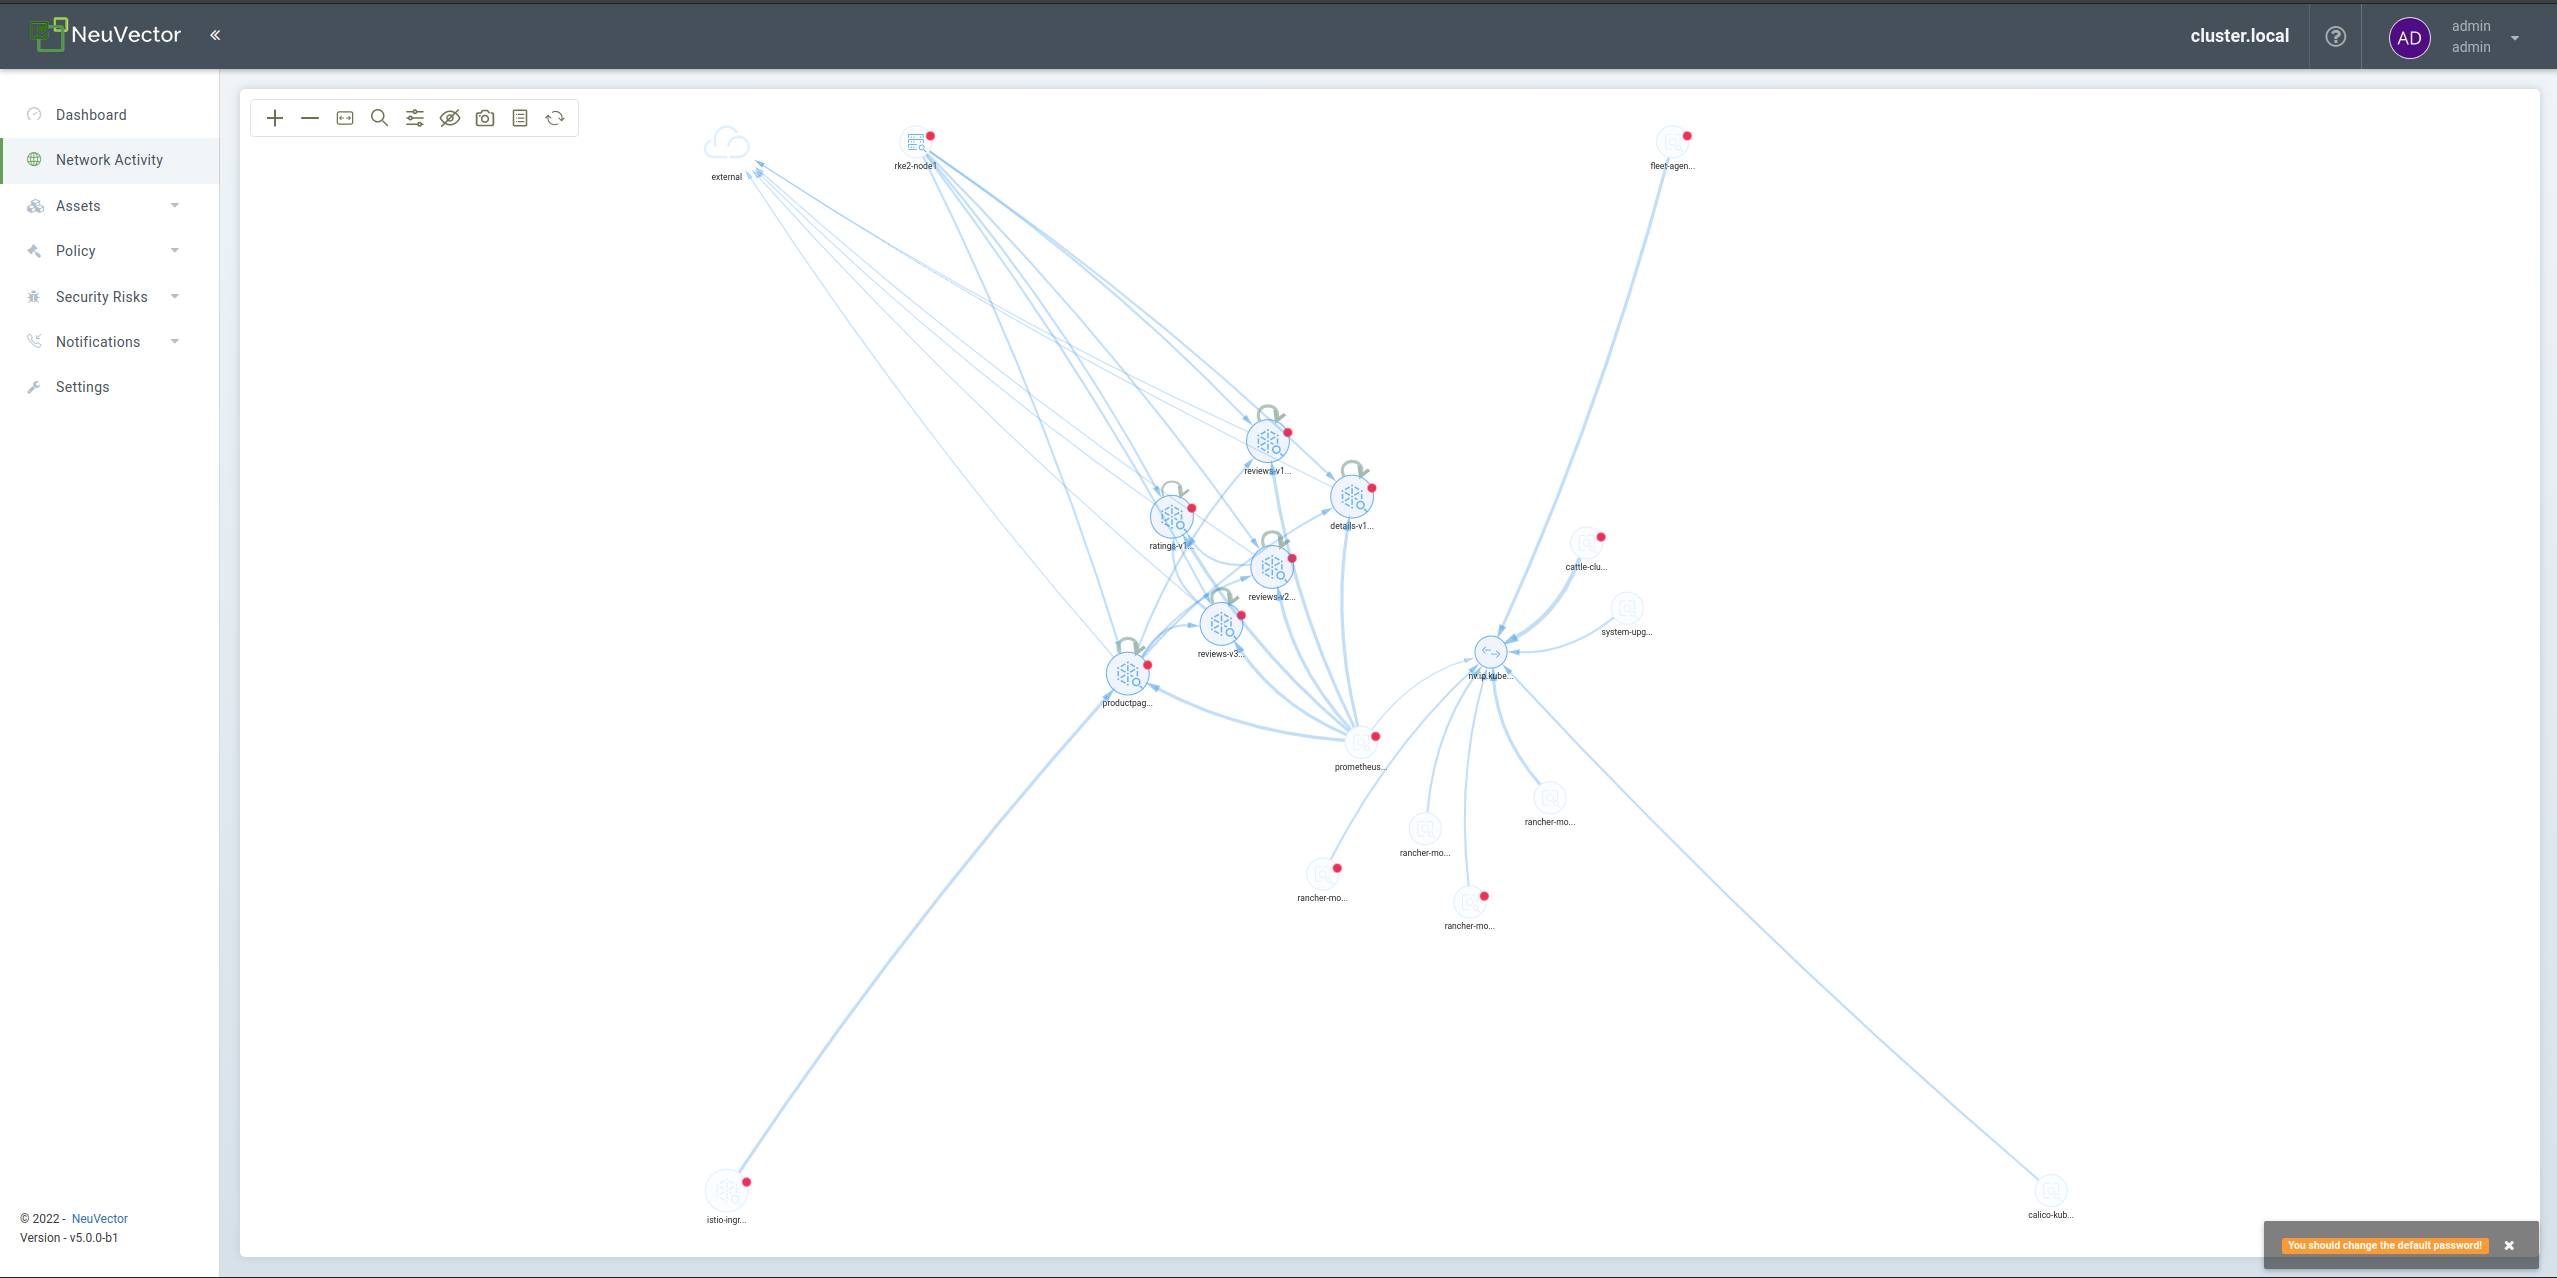 NeuVector
cluster.local
AD
admin
admin
Dashboard
Network Activity
Assets
Policy
Security Risks
Notifications
Settings
external
rke2-node1
fleet-agen...
reviews-v1...
details-v1...
ratings-v1...
reviews-v2...
cattle-clu...
system-upg...
reviews-v3...
nv.ip.kube...
productpag...
prometheus...
rancher-mo...
rancher-mo...
rancher-mo...
rancher-mo...
istio-ingr...
calico-kub...
© 2022 - NeuVector
Version - v5.0.0-b1
You should change the default password!